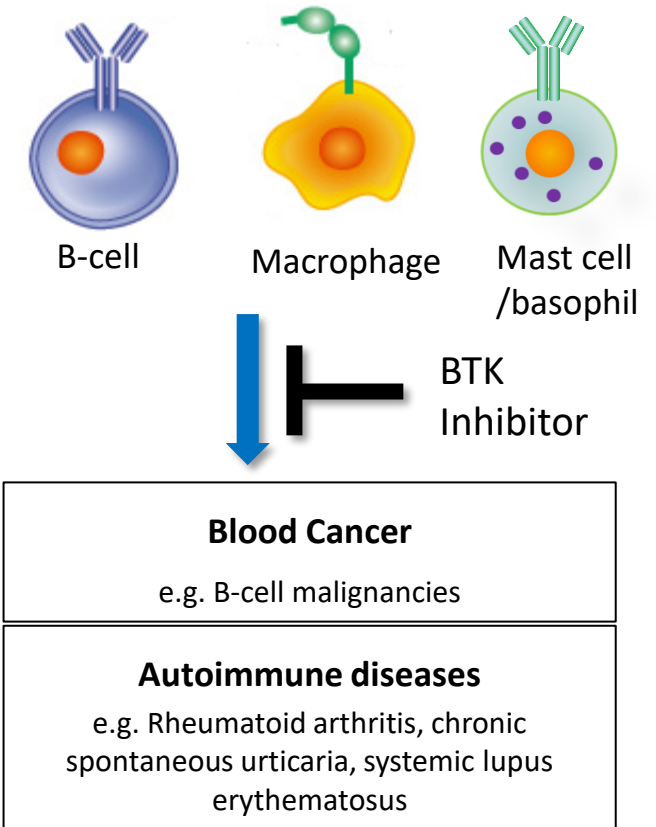 B-cell
Macrophage
Mast cell
/basophil
BTK
Inhibitor
Blood Cancer
e.g. B-cell malignancies
Autoimmune diseases
e.g. Rheumatoid arthritis, chronic
spontaneous urticaria, systemic lupus
erythematosus